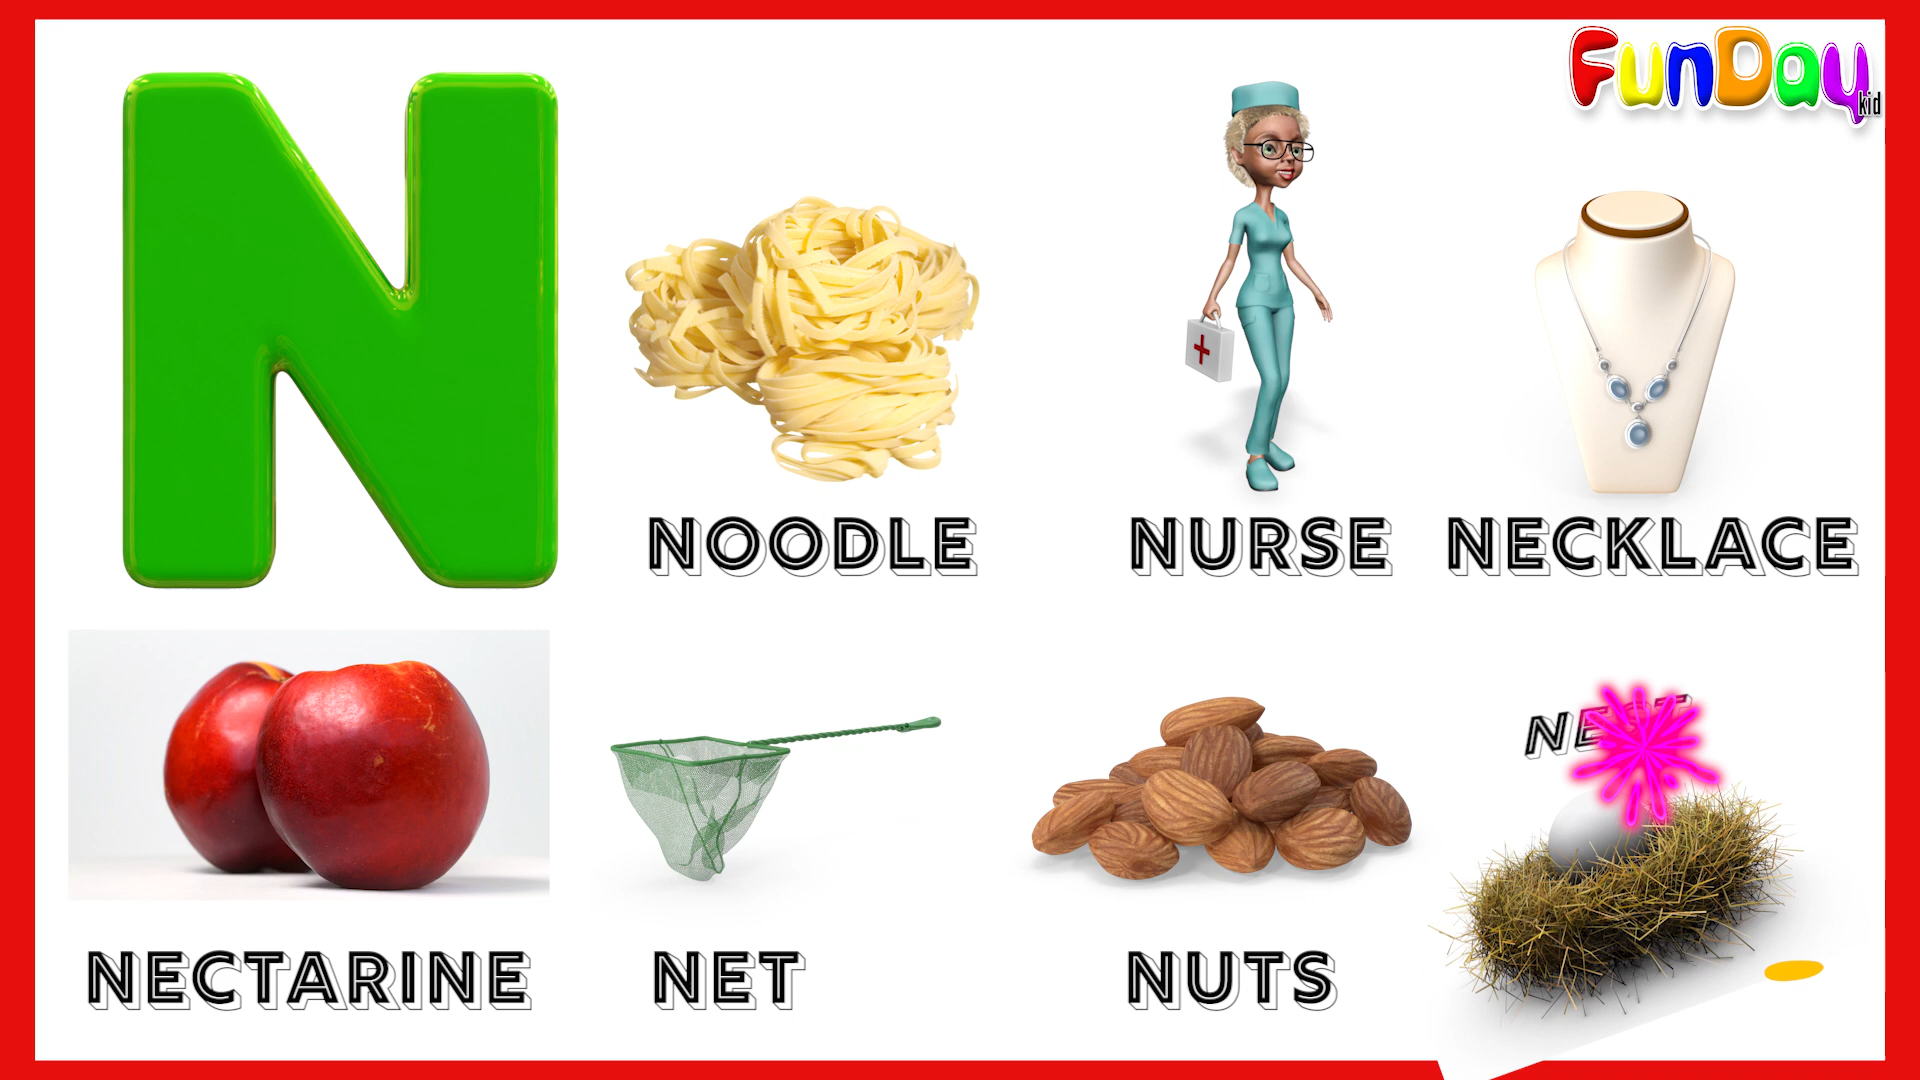 FunDay
kid
N
NOODLE
NURSE
NECKLACE
NECTARINE
NET
NUTS